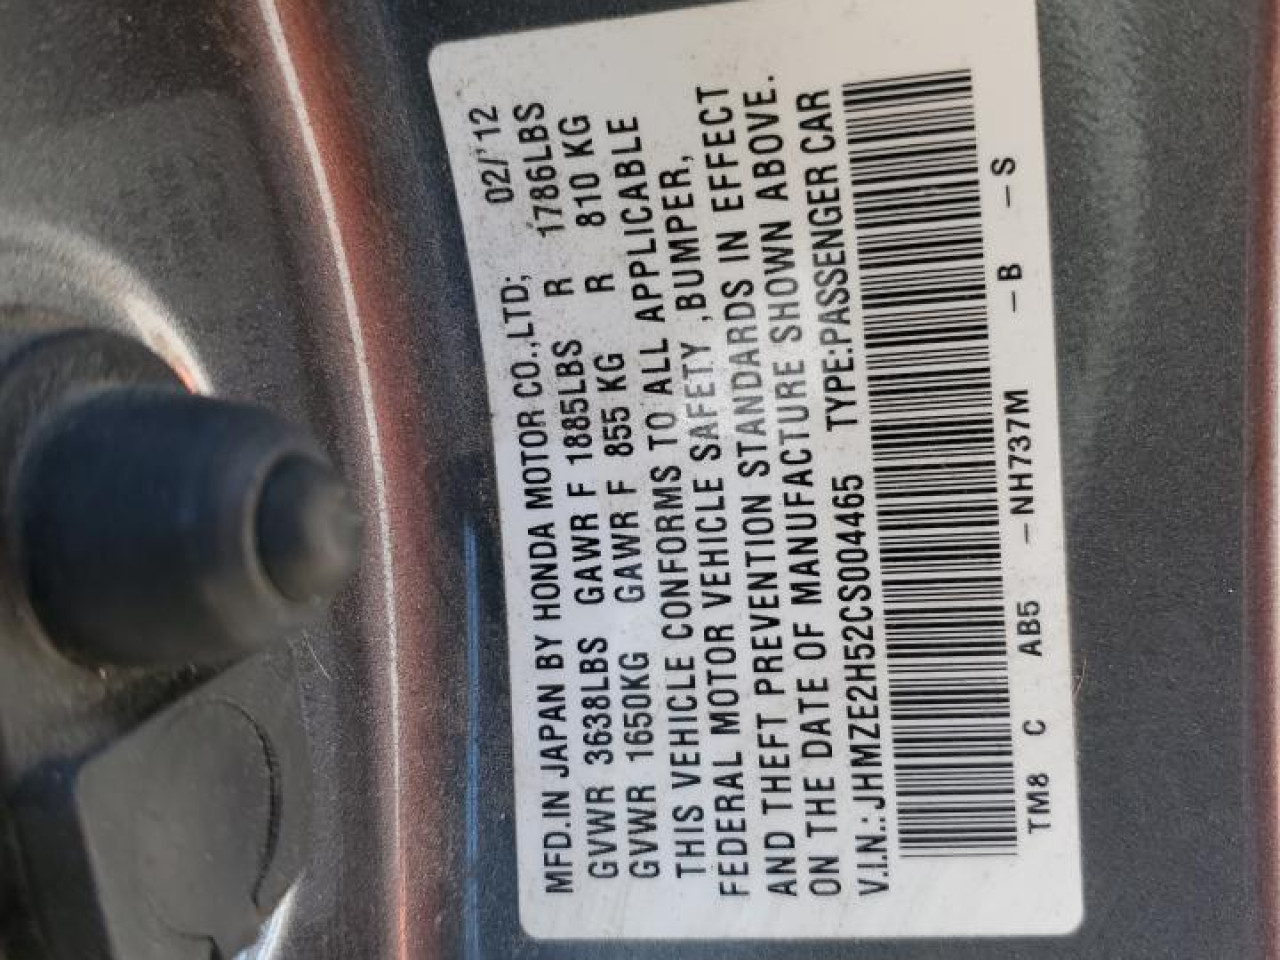 MFD.IN JAPAN BY HONDA MOTOR CO.,LTD; 02/'12
GVWR 3638LBS GAWR F 1885LBS R 1786LBS
GVWR 1650KG GAWR F 855 KG R 810 KG
THIS VEHICLE CONFORMS TO ALL APPLICABLE
FEDERAL MOTOR VEHICLE SAFETY ,BUMPER,
AND THEFT PREVENTION STANDARDS IN EFFECT
ON THE DATE OF MANUFACTURE SHOWN ABOVE.
V.I.N.: JHMZE2H52CS004465 TYPE:PASSENGER CAR
TM8 C AB5 -NH737M -B -S